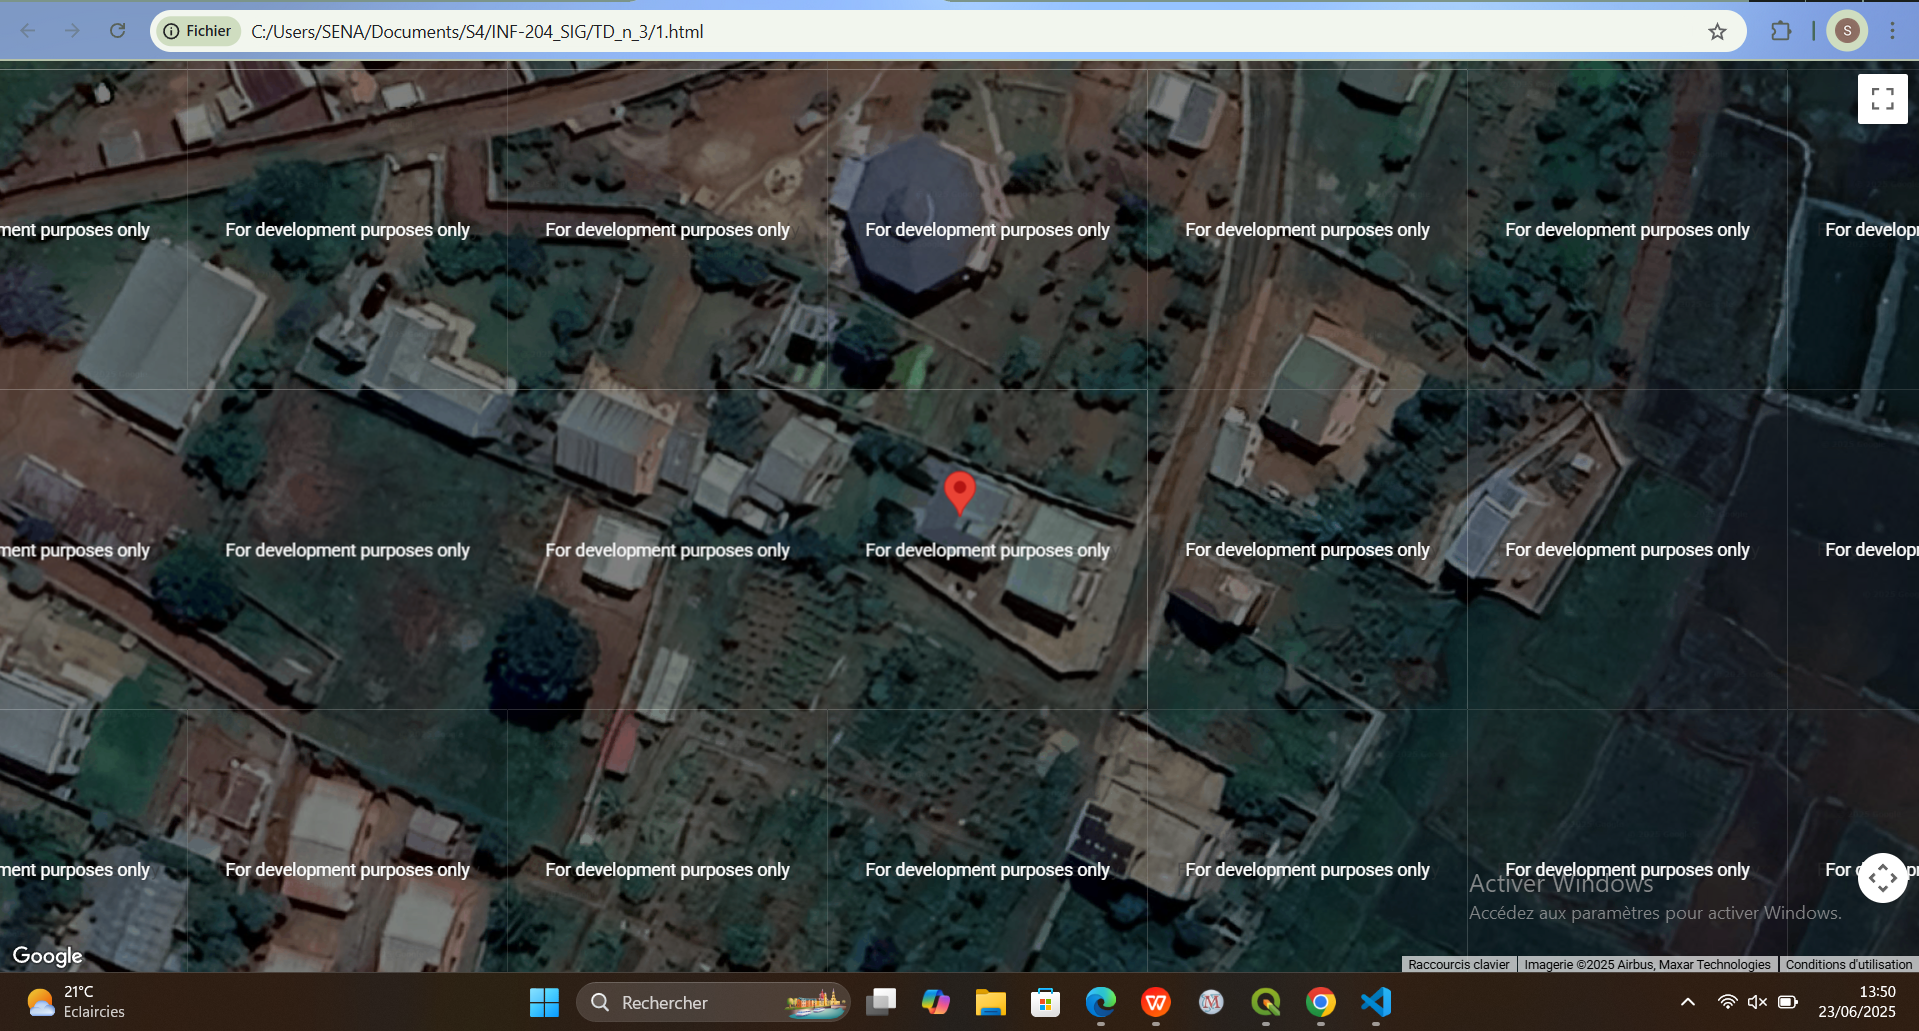 Fichier C:/Users/SENA/Documents/S4/INF-204_SIG/TD_n_3/1.html
S
ment purposes only For development purposes only For development purposes only For development purposes only For development purposes only For development purposes only For develop
ment purposes only For development purposes only For development purposes only For development purposes only For development purposes only For development purposes only For develop
ment purposes only For development purposes only For development purposes only For development purposes only For development purposes only For development purposes only For
Activer Windows
Accédez aux paramètres pour activer Windows.
Google
Raccourcis clavier Imagerie ©2025 Airbus, Maxar Technologies Conditions d'utilisation
21°C
Eclaircies
Rechercher
13:50
23/06/2025